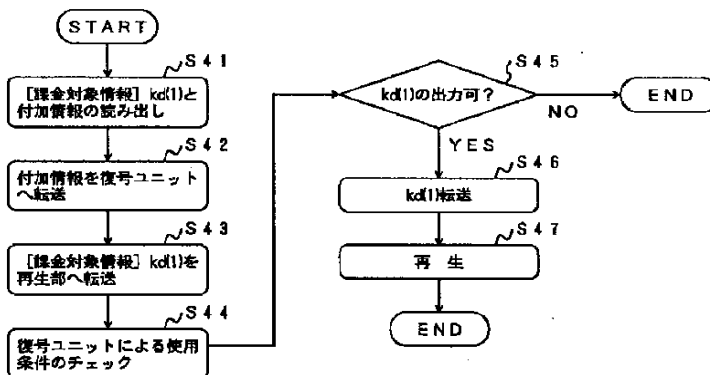 START
S41
[課金対象情報] kd(1)と
付加情報の読み出し
S42
付加情報を復号ユニット
へ転送
S43
[課金対象情報] kd(1)を
再生部へ転送
S44
復号ユニットによる使用
条件のチェック
S45
kd(1)の出力可?
NO
END
YES
S46
kd(1)転送
S47
再 生
END